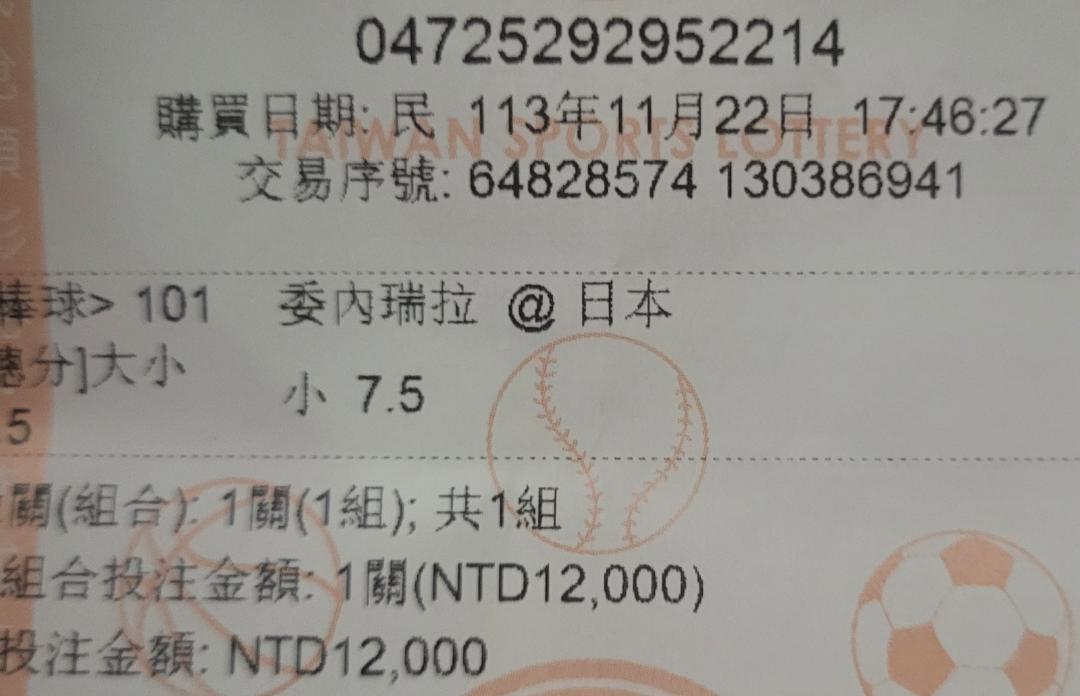 04725292952214
購買日期: 民 113年11月22日 17:46:27
TAIWAN SPORTS LOTTERY
交易序號: 64828574 130386941
棒球> 101 委內瑞拉 @ 日本
總分]大小 小 7.5
.5
關(組合): 1關(1組); 共1組
組合投注金額: 1關(NTD12,000)
投注金額: NTD12,000